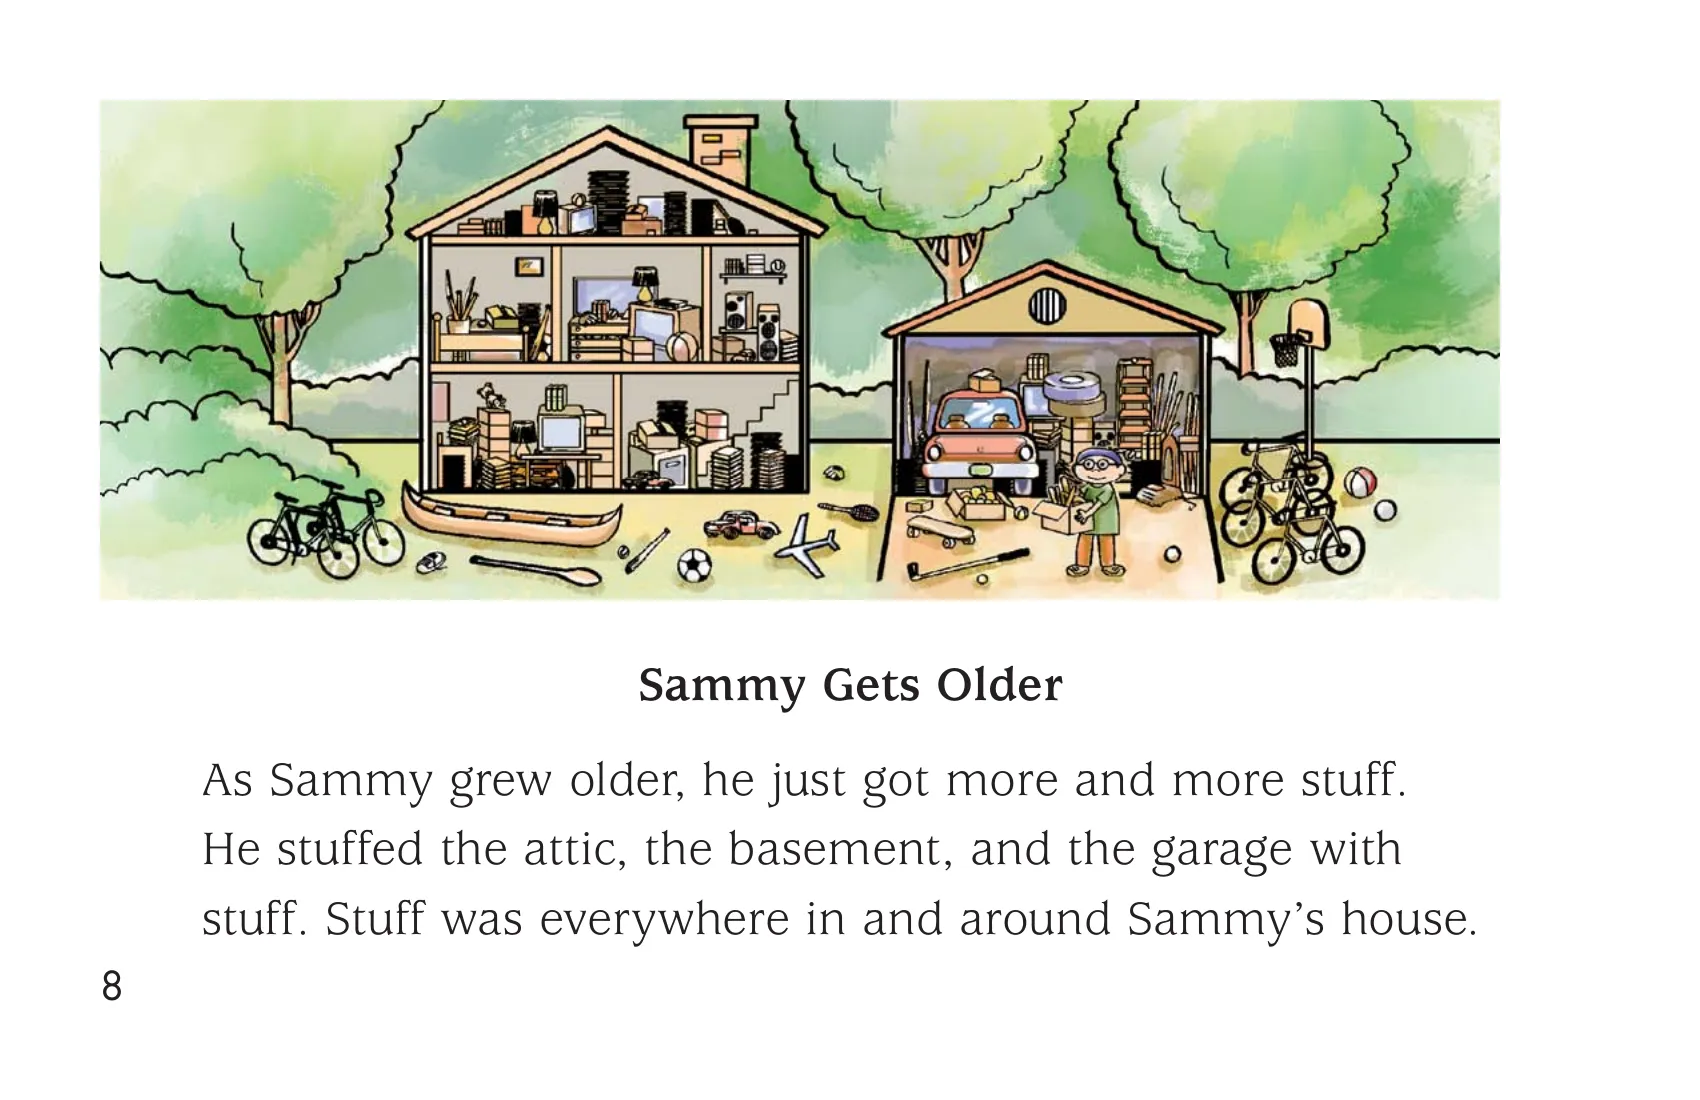 Sammy Gets Older
As Sammy grew older, he just got more and more stuff.
He stuffed the attic, the basement, and the garage with
stuff. Stuff was everywhere in and around Sammy’s house.
8